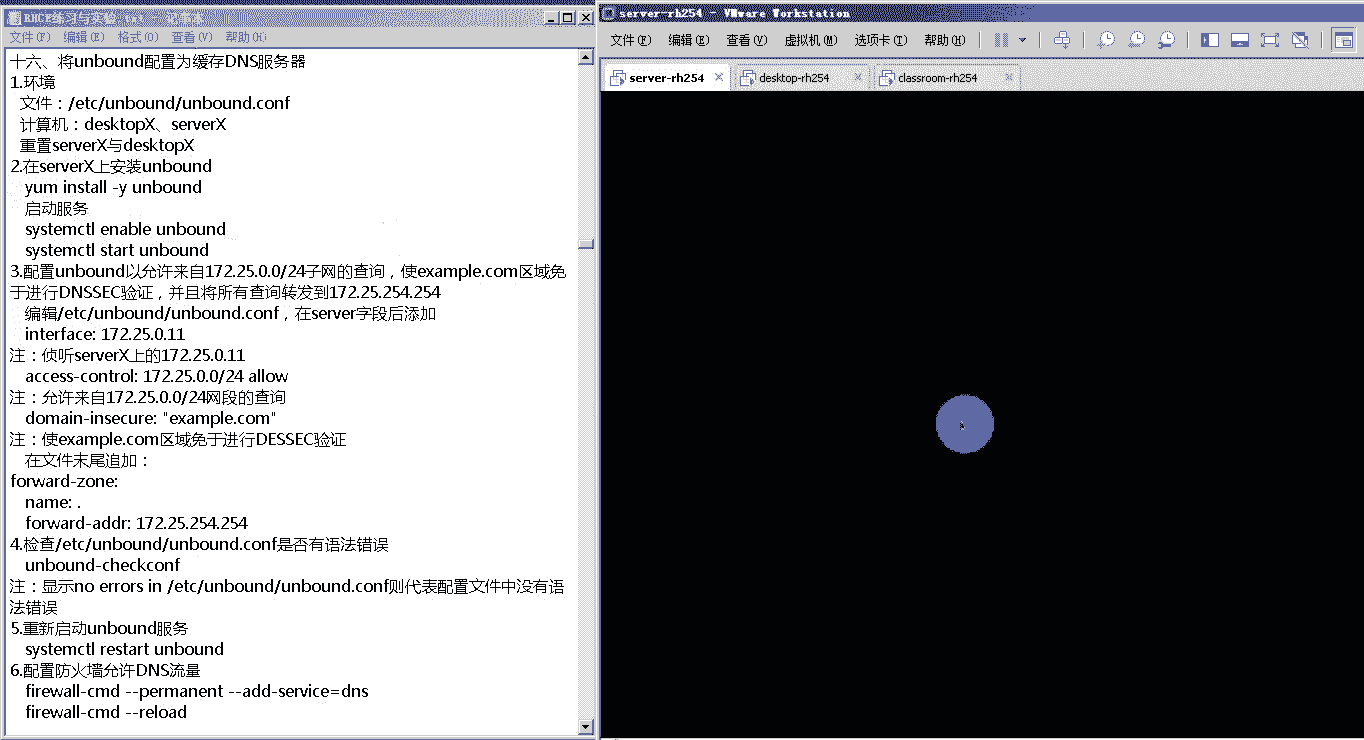 RHCE练习与实验.txt - 记事本
文件(F) 编辑(E) 格式(O) 查看(V) 帮助(H)
十六、将unbound配置为缓存DNS服务器
1.环境
文件：/etc/unbound/unbound.conf
计算机：desktopX、serverX
重置serverX与desktopX
2.在serverX上安装unbound
yum install -y unbound
启动服务
systemctl enable unbound
systemctl start unbound
3.配置unbound以允许来自172.25.0.0/24子网的查询，使example.com区域免
于进行DNSSEC验证，并且将所有查询转发到172.25.254.254
编辑/etc/unbound/unbound.conf，在server字段后添加
interface: 172.25.0.11
注：侦听serverX上的172.25.0.11
access-control: 172.25.0.0/24 allow
注：允许来自172.25.0.0/24网段的查询
domain-insecure: "example.com"
注：使example.com区域免于进行DESSEC验证
在文件末尾追加：
forward-zone:
name: .
forward-addr: 172.25.254.254
4.检查/etc/unbound/unbound.conf是否有语法错误
unbound-checkconf
注：显示no errors in /etc/unbound/unbound.conf则代表配置文件中没有语
法错误
5.重新启动unbound服务
systemctl restart unbound
6.配置防火墙允许DNS流量
firewall-cmd --permanent --add-service=dns
firewall-cmd --reload
server-rh254 - VMware Workstation
文件(F) 编辑(E) 查看(V) 虚拟机(M) 选项卡(T) 帮助(H)
server-rh254 desktop-rh254 classroom-rh254